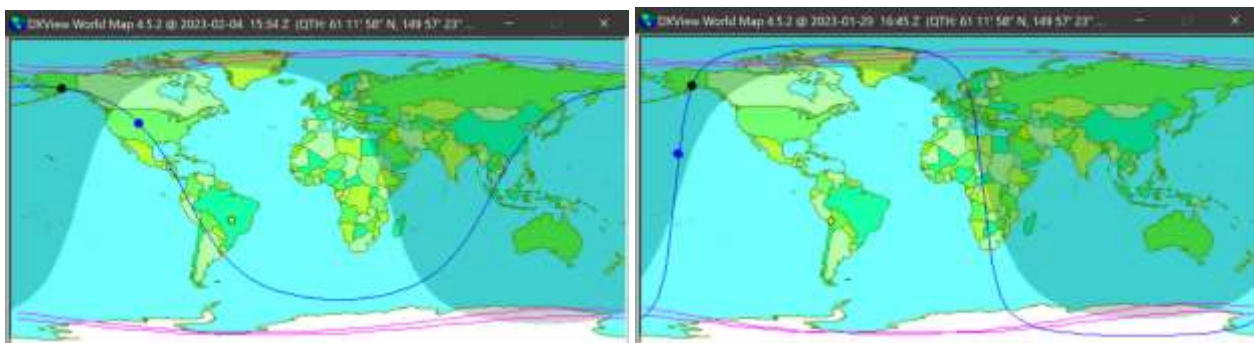 DXView World Map 4.5.2 @ 2023-02-04 15:34 Z (QTH: 61 11' 58" N, 149 57' 23" ...
DXView World Map 4.5.2 @ 2023-01-29 16:45 Z (QTH: 61 11' 58" N, 149 57' 23" ...